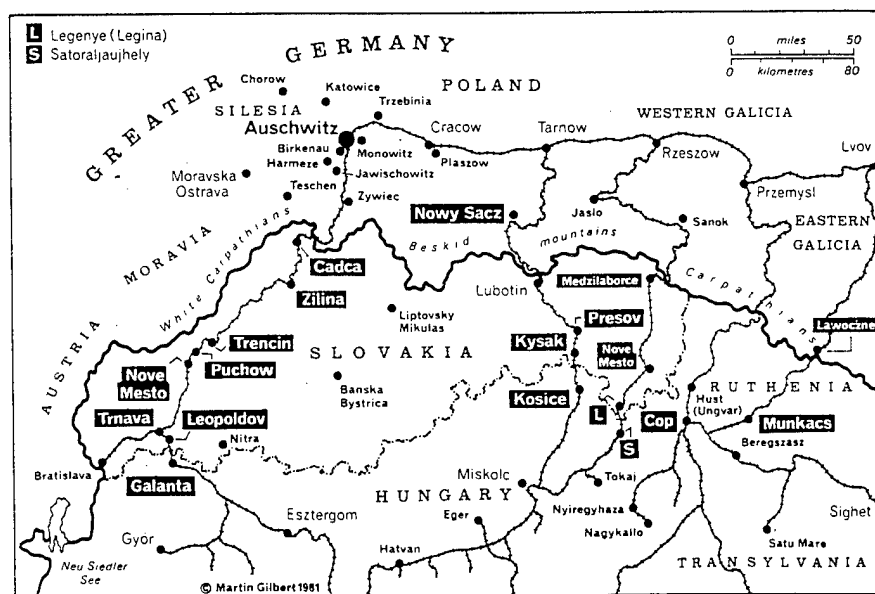 L Legenye (Legina)
S Satoraljaujhely
0 miles 50
0 kilometres 80
GREATER GERMANY
Chorow
Katowice
Trzebinia
POLAND
SILESIA
WESTERN GALICIA
Auschwitz
Cracow
Tarnow
Lvov
Birkenau
Monowitz
Plaszow
Rzeszow
Harmeze
Jawischowitz
Moravska
Ostrava
Teschen
Zywiec
Przemysl
Nowy Sacz
Jaslo
Sanok
EASTERN
GALICIA
MORAVIA
White Carpathians
Beskid mountains
Carpathians
Cadca
Zilina
Lubotin
Medzilaborce
Liptovsky
Mikulas
Presov
Lawoczne
AUSTRIA
Trencin
SLOVAKIA
Kysak
Nove
Mesto
Puchow
Nove
Mesto
Banska
Bystrica
Kosice
RUTHENIA
Hust
(Ungvar)
Trnava
Leopoldov
L
Cop
Munkacs
Nitra
S
Beregszasz
Bratislava
Galanta
Miskolc
Tokaj
HUNGARY
Esztergom
Eger
Nyiregyhaza
Sighet
Györ
Nagykallo
Satu Mare
Hatvan
Neu Siedler
See
TRANSYLVANIA
© Martin Gilbert 1981